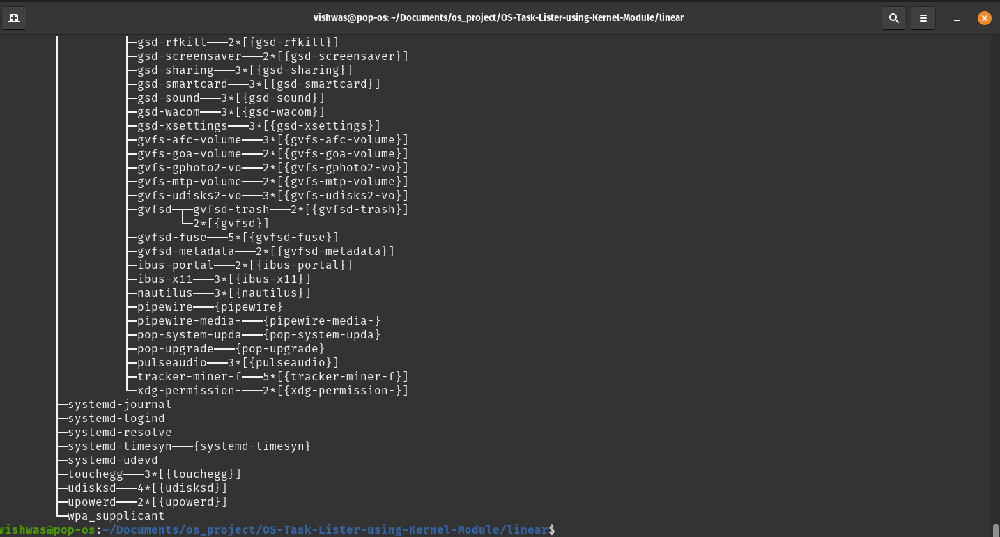 vishwas@pop-os: ~/Documents/os_project/OS-Task-Lister-using-Kernel-Module/linear
│         ├─gsd-rfkill───2*[{gsd-rfkill}]
│         ├─gsd-screensaver───2*[{gsd-screensaver}]
│         ├─gsd-sharing───3*[{gsd-sharing}]
│         ├─gsd-smartcard───3*[{gsd-smartcard}]
│         ├─gsd-sound───3*[{gsd-sound}]
│         ├─gsd-wacom───3*[{gsd-wacom}]
│         ├─gsd-xsettings───3*[{gsd-xsettings}]
│         ├─gvfs-afc-volume───3*[{gvfs-afc-volume}]
│         ├─gvfs-goa-volume───2*[{gvfs-goa-volume}]
│         ├─gvfs-gphoto2-vo───2*[{gvfs-gphoto2-vo}]
│         ├─gvfs-mtp-volume───2*[{gvfs-mtp-volume}]
│         ├─gvfs-udisks2-vo───3*[{gvfs-udisks2-vo}]
│         ├─gvfsd─┬─gvfsd-trash───2*[{gvfsd-trash}]
│         │       └─2*[{gvfsd}]
│         ├─gvfsd-fuse───5*[{gvfsd-fuse}]
│         ├─gvfsd-metadata───2*[{gvfsd-metadata}]
│         ├─ibus-portal───2*[{ibus-portal}]
│         ├─ibus-x11───3*[{ibus-x11}]
│         ├─nautilus───3*[{nautilus}]
│         ├─pipewire───{pipewire}
│         ├─pipewire-media-───{pipewire-media-}
│         ├─pop-system-upda───{pop-system-upda}
│         ├─pop-upgrade───{pop-upgrade}
│         ├─pulseaudio───3*[{pulseaudio}]
│         ├─tracker-miner-f───5*[{tracker-miner-f}]
│         └─xdg-permission-───2*[{xdg-permission-}]
├─systemd-journal
├─systemd-logind
├─systemd-resolve
├─systemd-timesyn───{systemd-timesyn}
├─systemd-udevd
├─touchegg───3*[{touchegg}]
├─udisksd───4*[{udisksd}]
├─upowerd───2*[{upowerd}]
└─wpa_supplicant
vishwas@pop-os:~/Documents/os_project/OS-Task-Lister-using-Kernel-Module/linear$